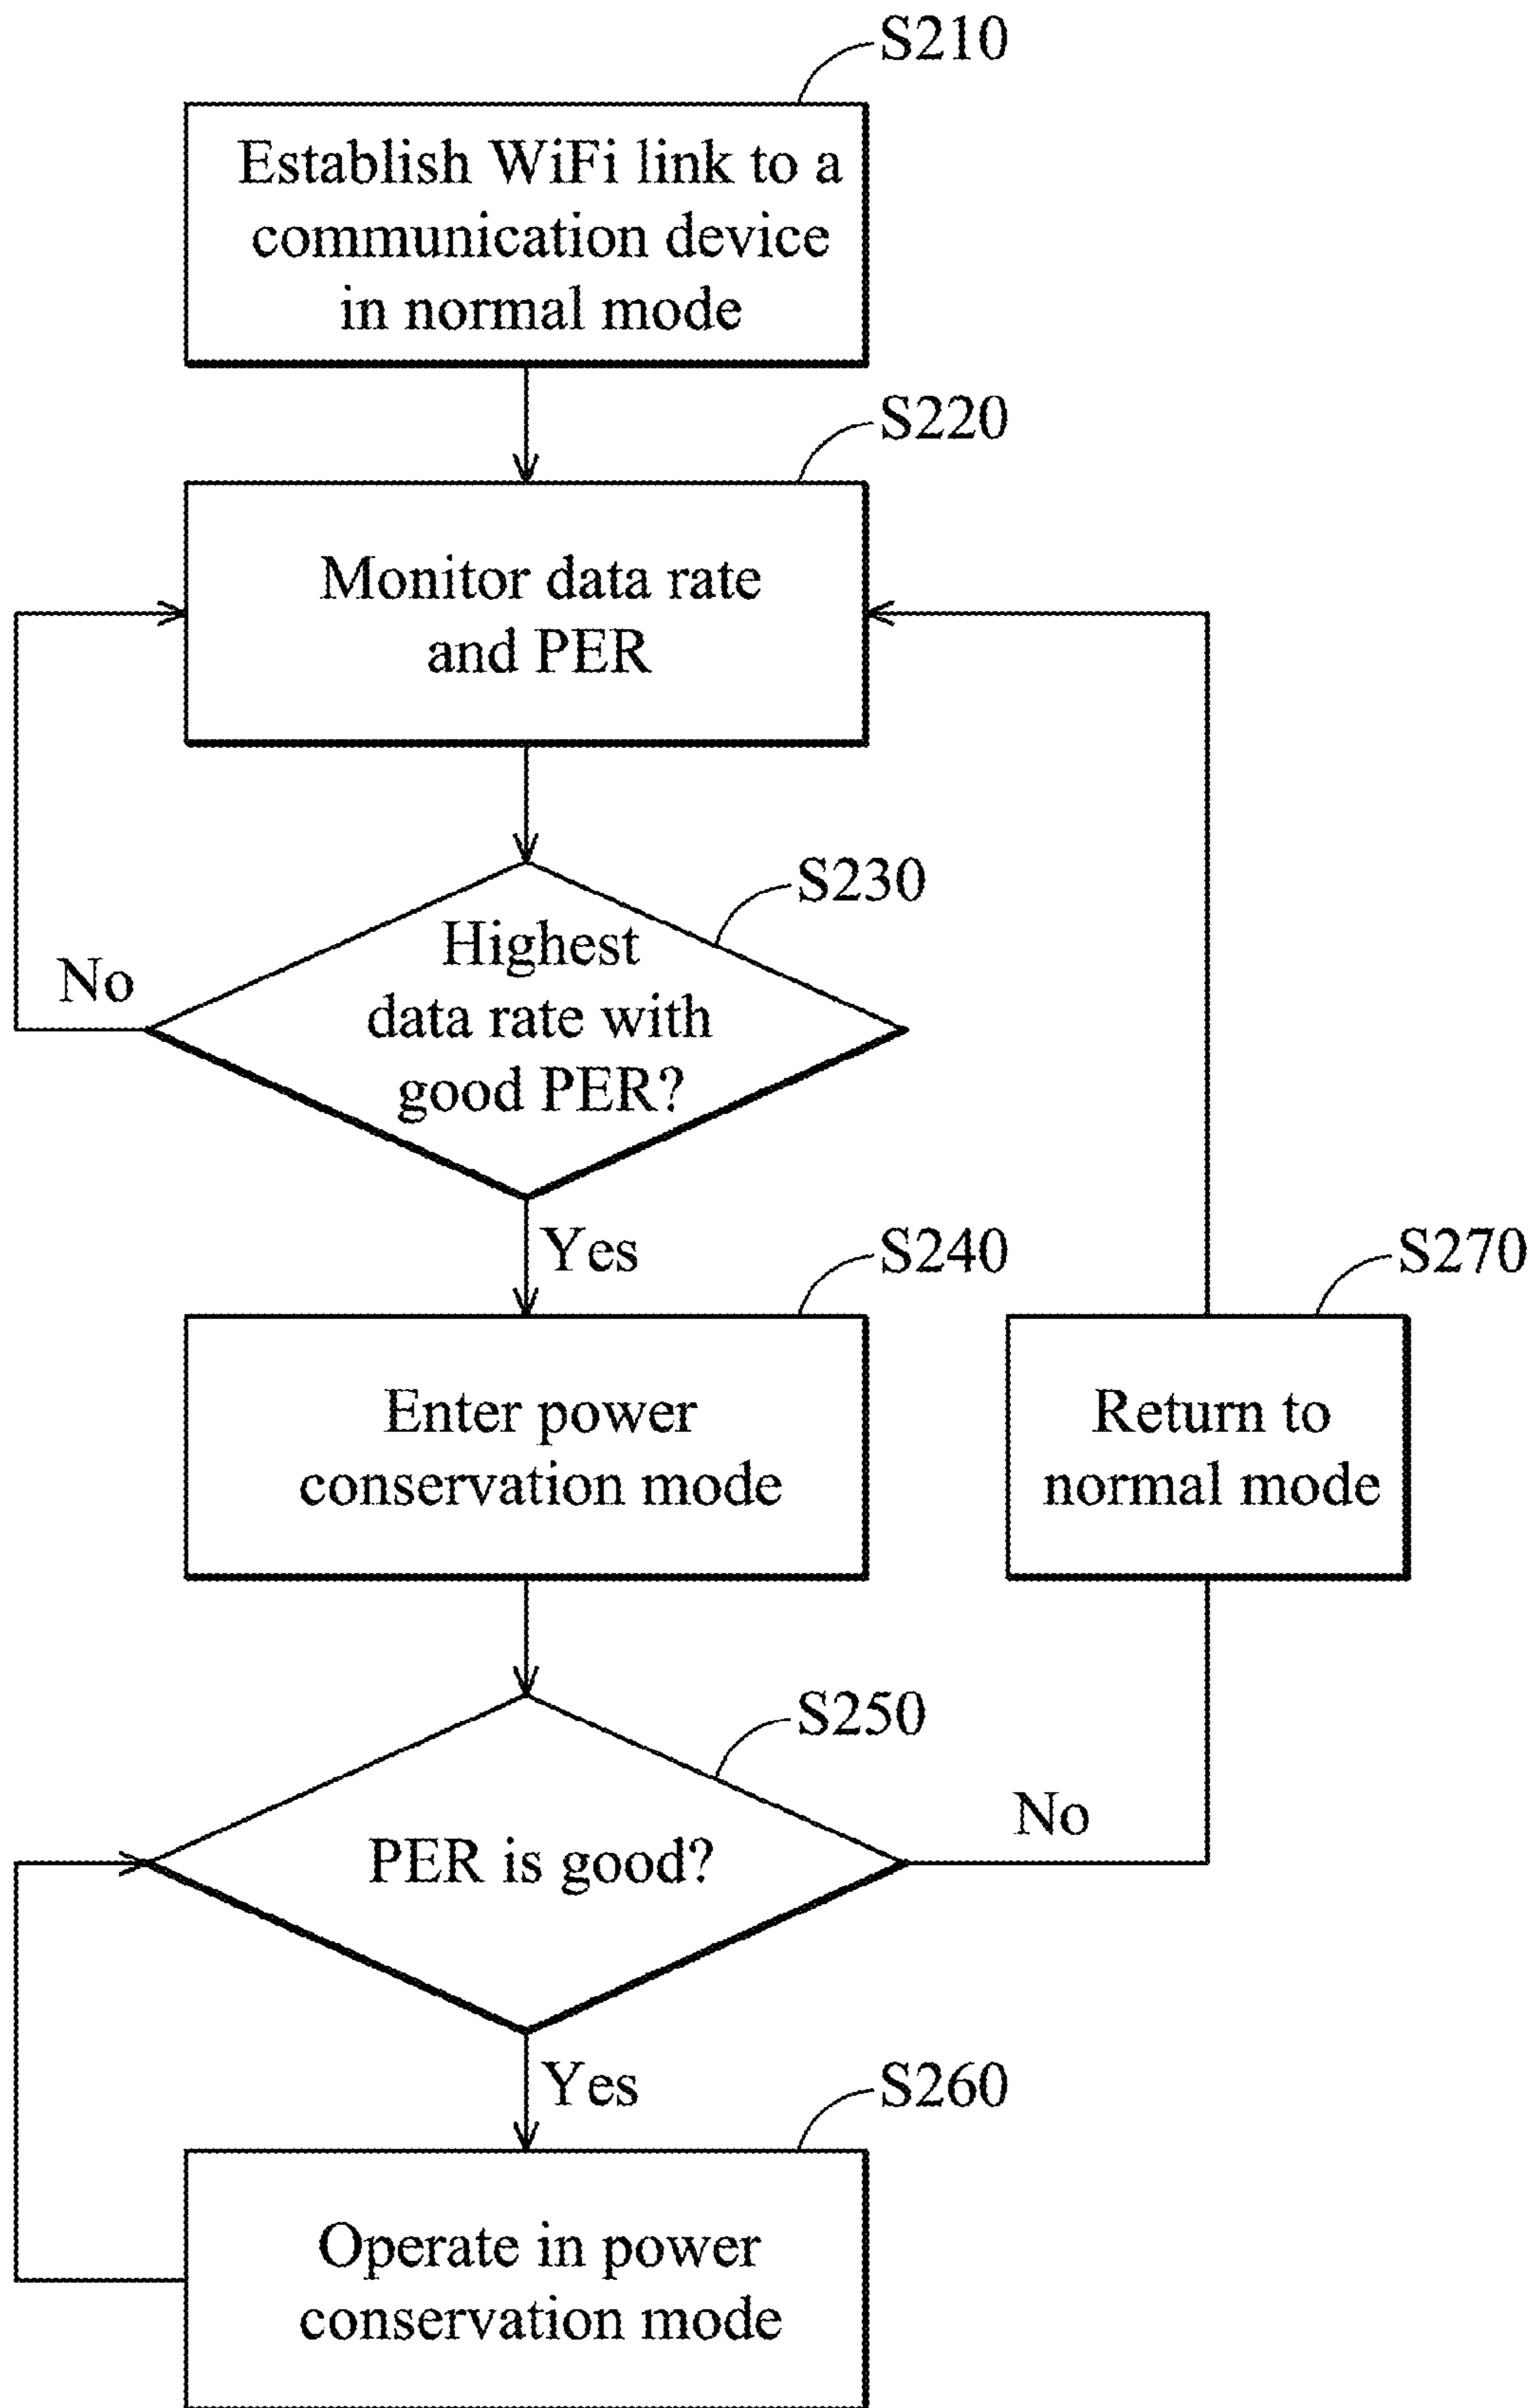 S210
Establish WiFi link to a
communication device
in normal mode
S220
Monitor data rate
and PER
S230
Highest
data rate with
good PER?
No
Yes
S240
Enter power
conservation mode
S270
Return to
normal mode
S250
PER is good?
No
Yes
S260
Operate in power
conservation mode